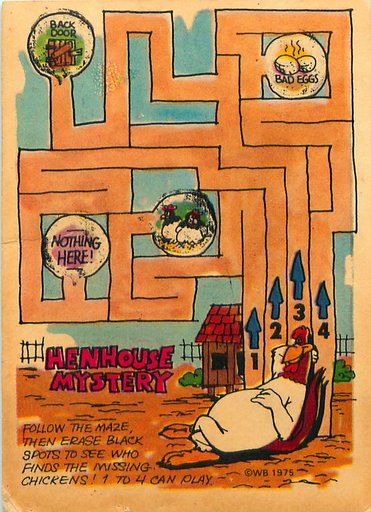 BACK
DOOR
BAD EGGS
NOTHING
HERE!
1
2
3
4
HENHOUSE
MYSTERY
FOLLOW THE MAZE,
THEN ERASE BLACK
SPOTS TO SEE WHO
FINDS THE MISSING
CHICKENS! 1 TO 4 CAN PLAY.
©WB 1975